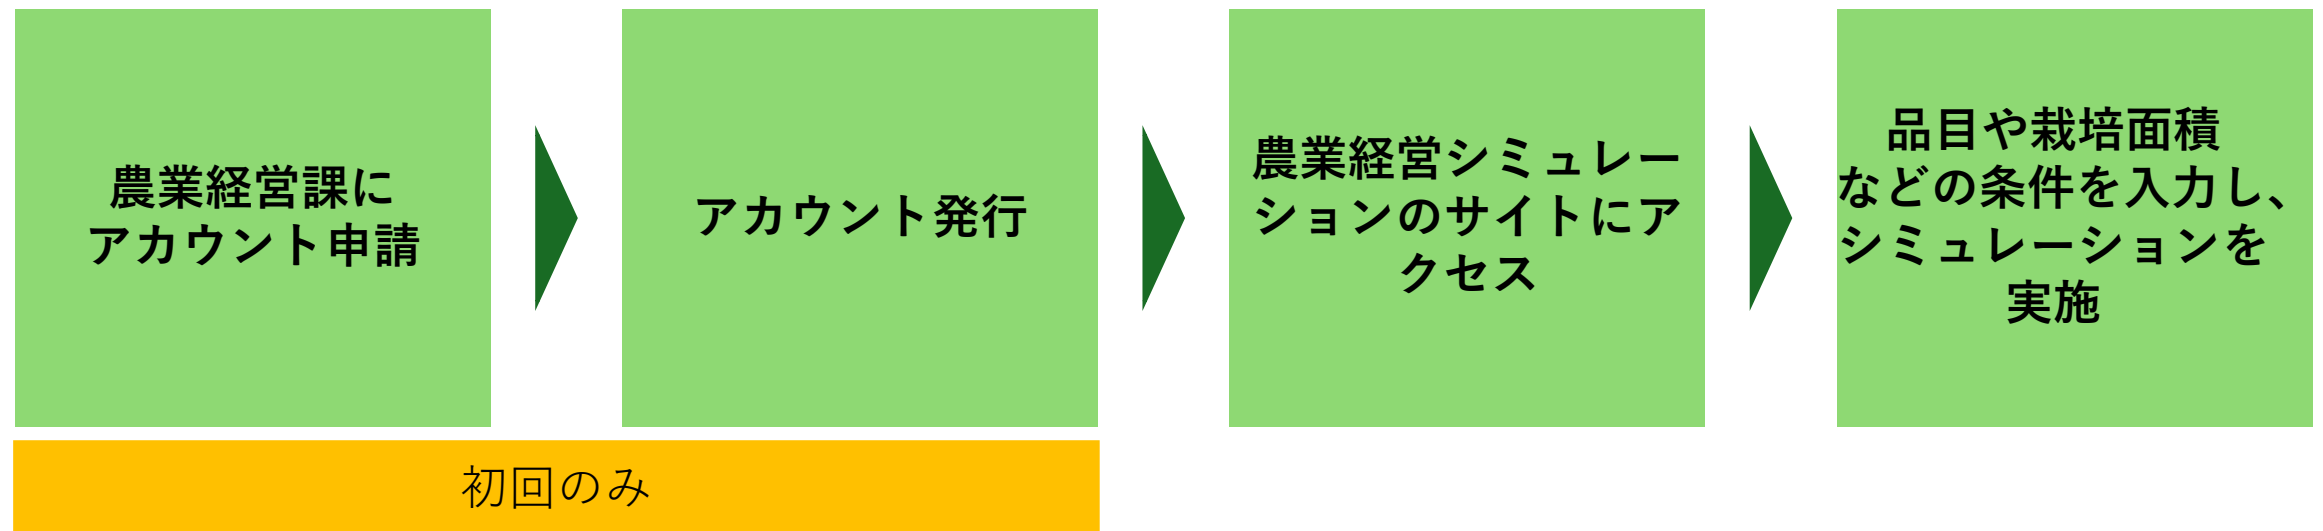 農業経営課に
アカウント申請
アカウント発行
農業経営シミュレー
ションのサイトにア
クセス
品目や栽培面積
などの条件を入力し、
シミュレーションを
実施
初回のみ